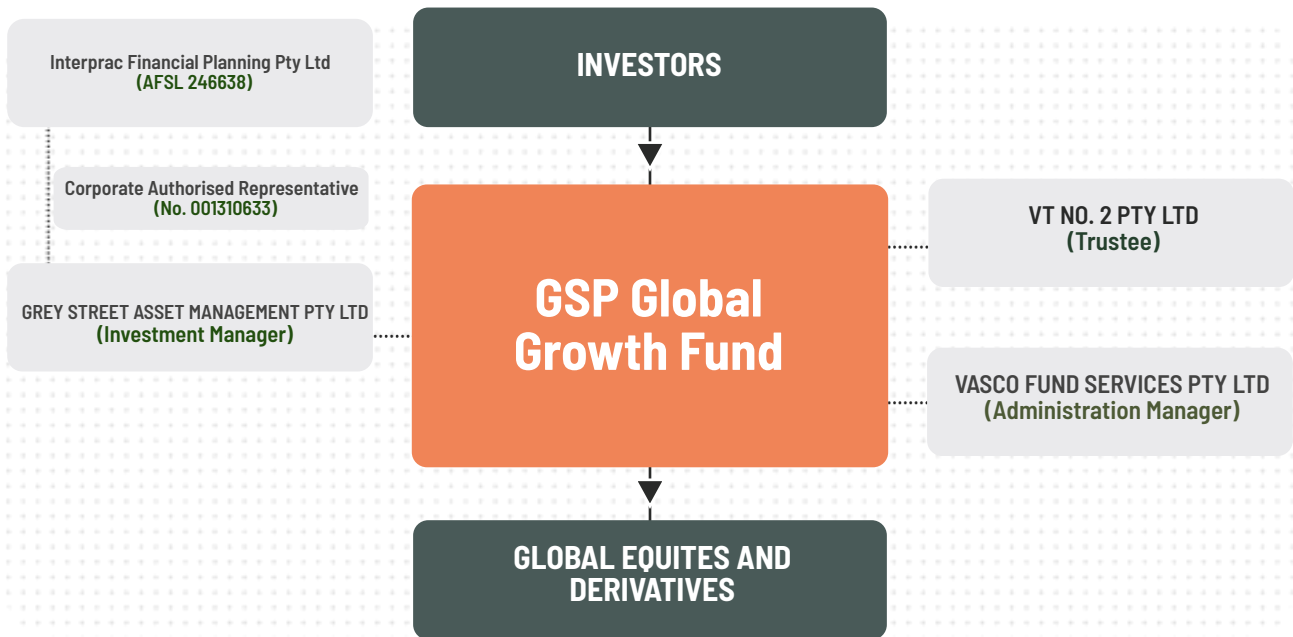 Interprac Financial Planning Pty Ltd
(AFSL 246638)
INVESTORS
Corporate Authorised Representative
(No. 001310633)
GREY STREET ASSET MANAGEMENT PTY LTD
(Investment Manager)
GSP Global
Growth Fund
VT NO. 2 PTY LTD
(Trustee)
VASCO FUND SERVICES PTY LTD
(Administration Manager)
GLOBAL EQUITES AND
DERIVATIVES